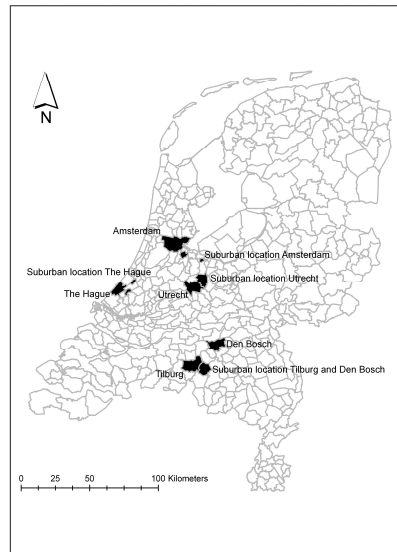 N
Amsterdam
Suburban location Amsterdam
Suburban location The Hague
Suburban location Utrecht
The Hague
Utrecht
Den Bosch
Tilburg
Suburban location Tilburg and Den Bosch
0 25 50 100 Kilometers